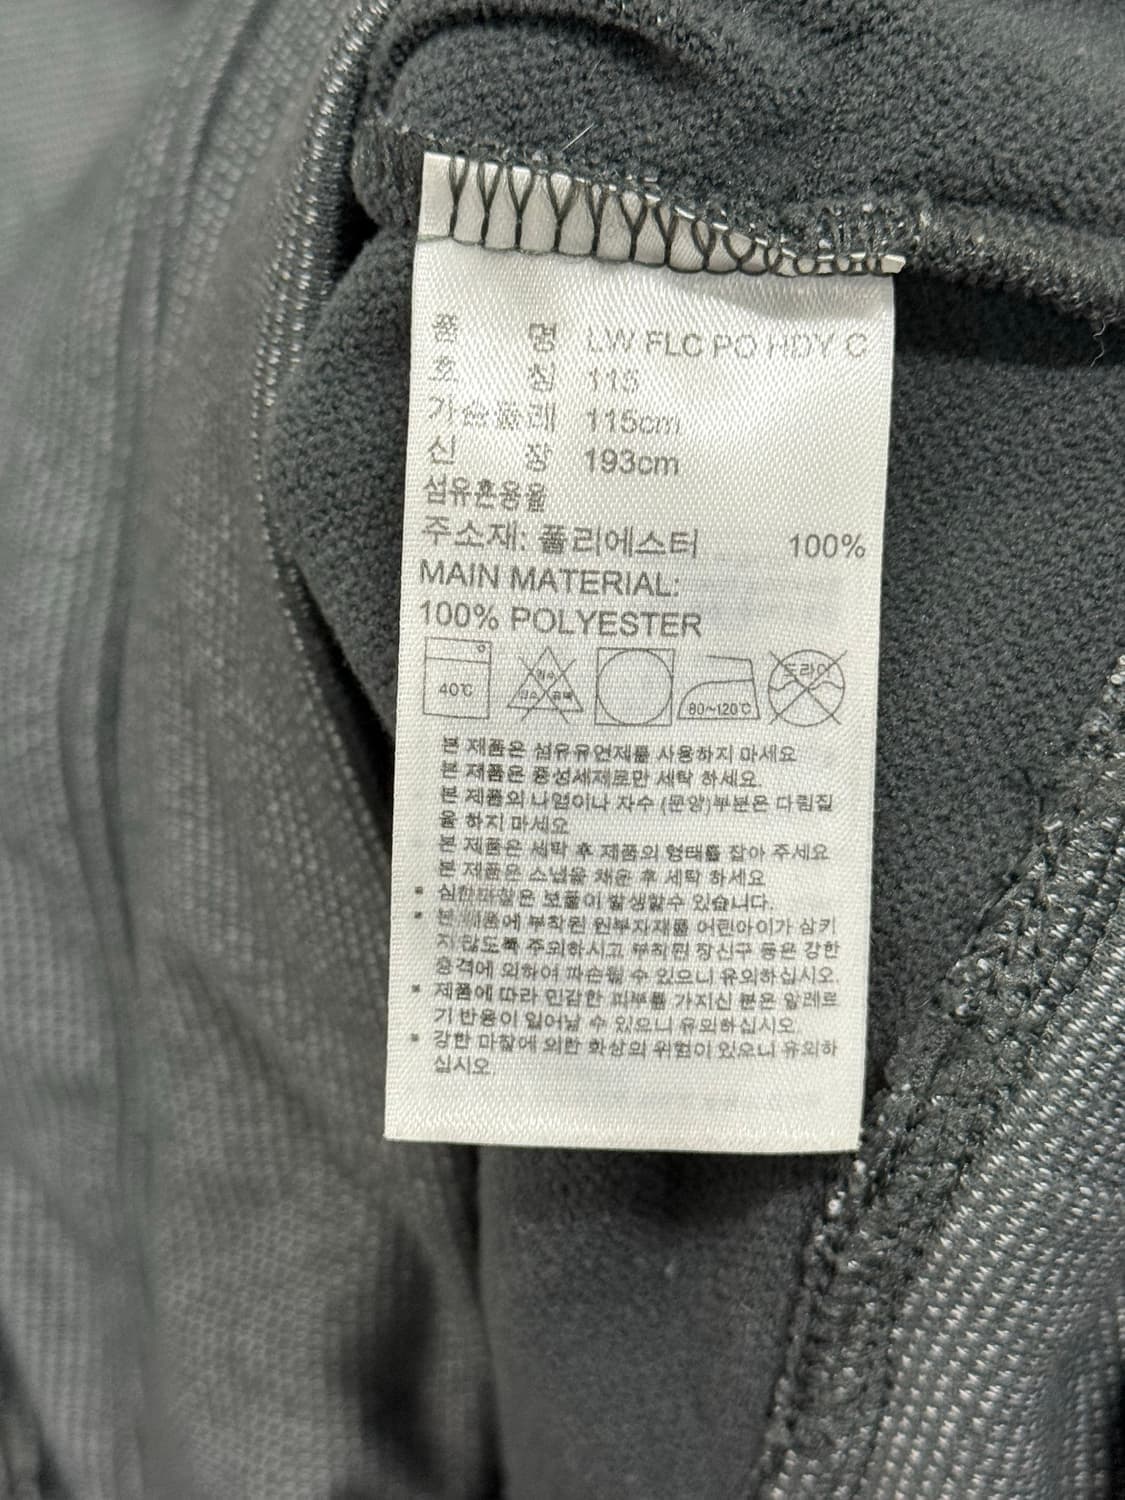 품 명 LW FLC PO HDY C
호 칭 115
가슴둘레 115cm
신 장 193cm
섬유혼용율
주소재: 폴리에스터 100%
MAIN MATERIAL:
100% POLYESTER
40℃ 80~120℃ 드라이
본 제품은 섬유유연제를 사용하지 마세요
본 제품은 중성세제로만 세탁 하세요.
본 제품의 나염이나 자수 (문양)부분은 다림질
을 하지 마세요
본 제품은 세탁 후 제품의 형태를 잡아 주세요
본 제품은 스냅을 채운 후 세탁 하세요
* 심한마찰은 보풀이 발생할수 있습니다.
* 본 제품에 부착된 원부자재를 어린아이가 삼키
지 않도록 주의하시고 부착된 장신구 등은 강한
충격에 의하여 파손될 수 있으니 유의하십시오.
* 제품에 따라 민감한 피부를 가지신 분은 알레르
기 반응이 일어날 수 있으니 유의하십시오.
* 강한 마찰에 의한 화상의 위험이 있으니 유의하
십시오.